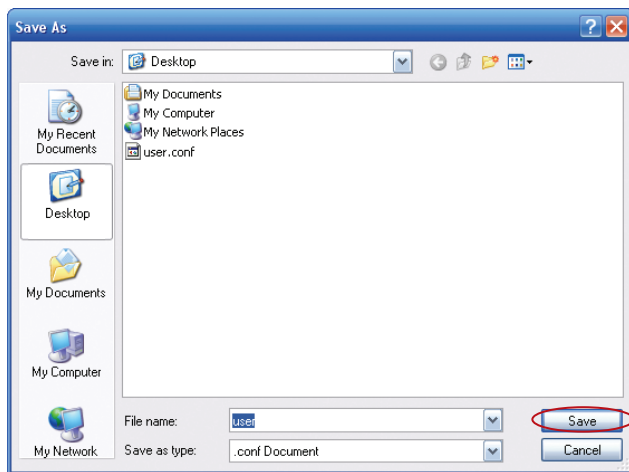 Save As
Save in:
Desktop
My Recent
Documents
Desktop
My Documents
My Computer
My Network
My Documents
My Computer
My Network Places
user.conf
File name:
user
Save
Save as type:
.conf Document
Cancel